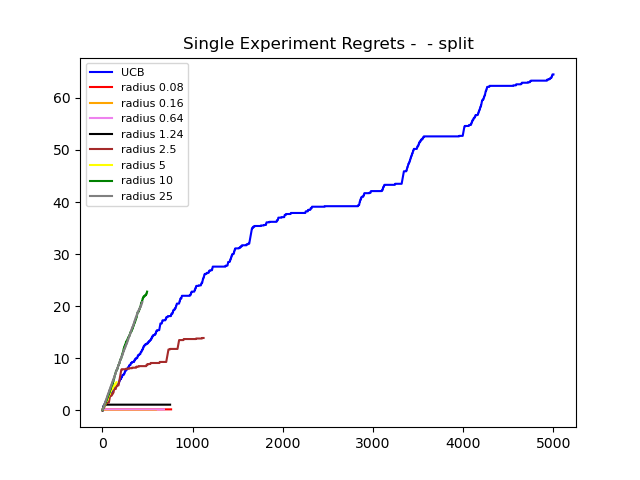 Single Experiment Regrets -  - split
UCB
radius 0.08
radius 0.16
radius 0.64
radius 1.24
radius 2.5
radius 5
radius 10
radius 25
60
50
40
30
20
10
0
0 1000 2000 3000 4000 5000